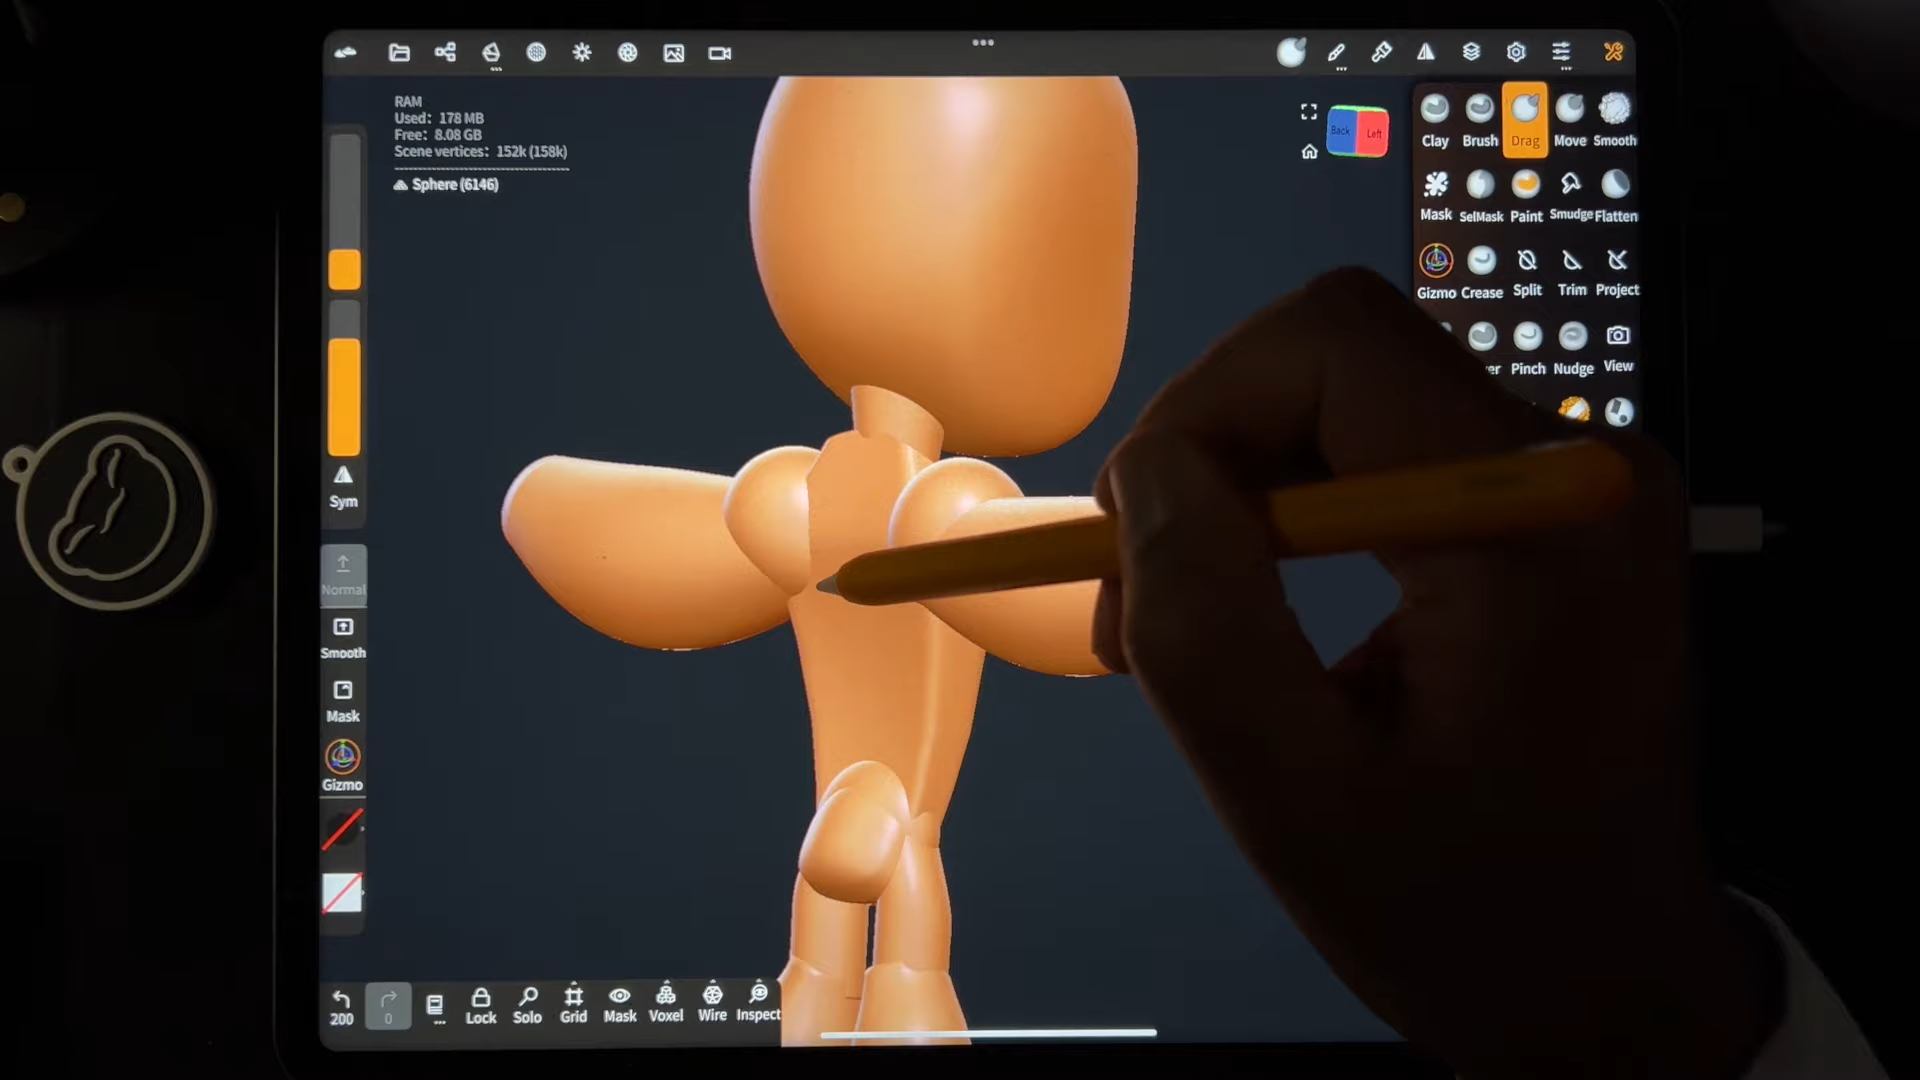 RAM
Used: 178 MB
Free: 8.08 GB
Scene vertices: 152k (158k)
Sphere (6146)
Back Left
Clay Brush Drag Move Smooth
Mask SelMask Paint Smudge Flatten
Gizmo Crease Split Trim Project
Pinch Nudge View
Sym
Normal
Smooth
Mask
Gizmo
200 0 Lock Solo Grid Mask Voxel Wire Inspect